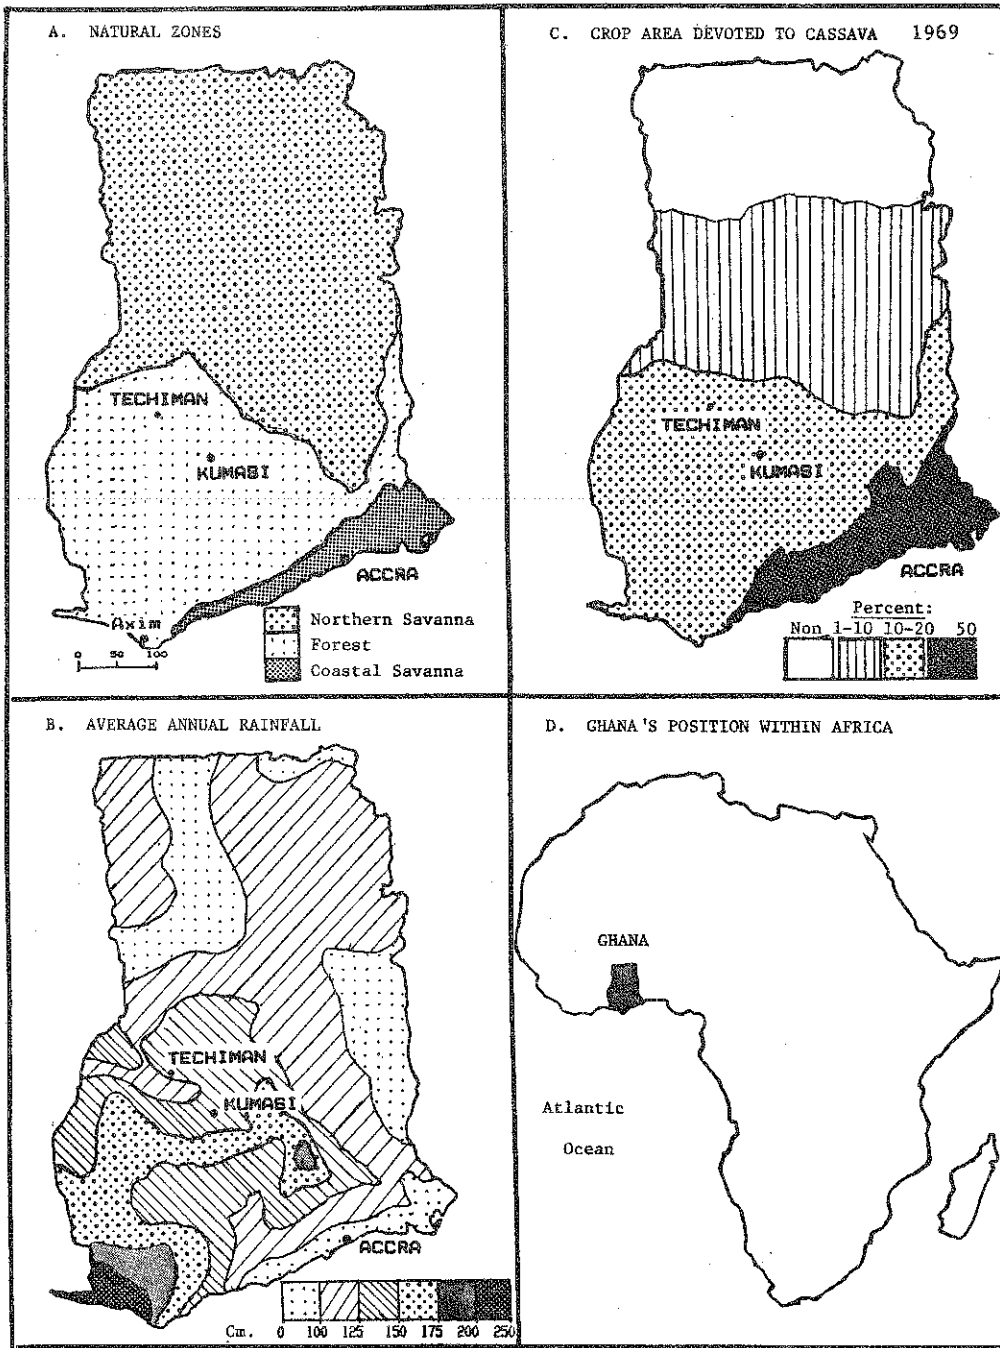 A. NATURAL ZONES
TECHIMAN
KUMASI
ACCRA
Axim
0 50 100
Northern Savanna
Forest
Coastal Savanna
C. CROP AREA DEVOTED TO CASSAVA 1969
TECHIMAN
KUMASI
ACCRA
Percent:
Non 1-10 10-20 50
B. AVERAGE ANNUAL RAINFALL
TECHIMAN
KUMASI
ACCRA
Cm. 0 100 125 150 175 200 250
D. GHANA'S POSITION WITHIN AFRICA
GHANA
Atlantic
Ocean